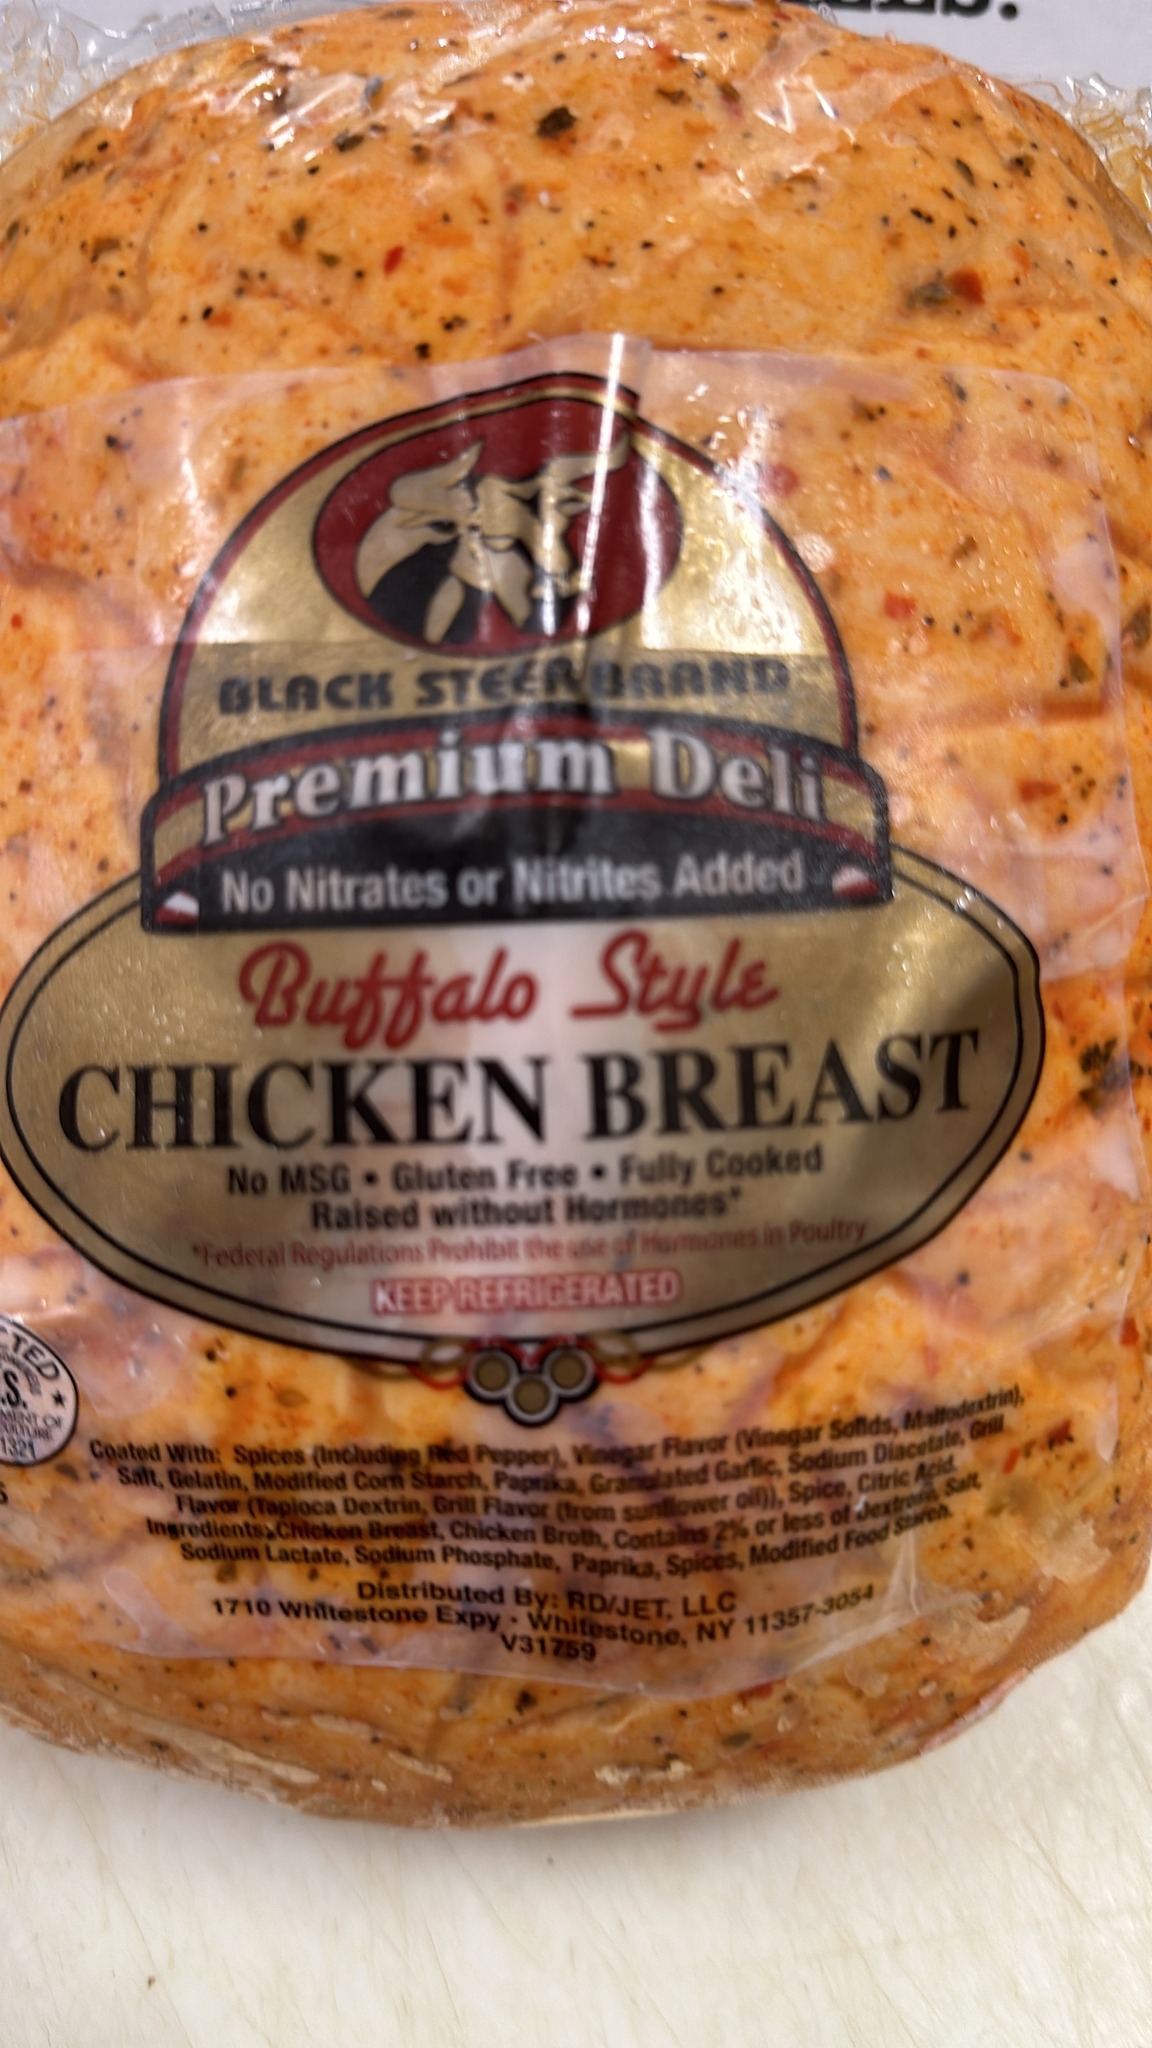 BLACK STEER BRAND
Premium Deli
No Nitrates or Nitrites Added
Buffalo Style
CHICKEN BREAST
No MSG • Gluten Free • Fully Cooked
Raised without Hormones*
*Federal Regulations Prohibit the use of Hormones in Poultry
KEEP REFRIGERATED
TED
.S.
MENT OF
1321
Coated With: Spices (Including Red Pepper), Vinegar Flavor (Vinegar Solids, Maltodextrin),
Salt, Gelatin, Modified Corn Starch, Paprika, Granulated Garlic, Sodium Diacetate, Grill
Flavor (Tapioca Dextrin, Grill Flavor (from sunflower oil)), Spice, Citric Acid.
Ingredients: Chicken Breast, Chicken Broth, Contains 2% or less of Dextrose, Salt,
Sodium Lactate, Sodium Phosphate, Paprika, Spices, Modified Food Starch.
Distributed By: RD/JET, LLC
1710 Whitestone Expy · Whitestone, NY 11357-3054
V31759